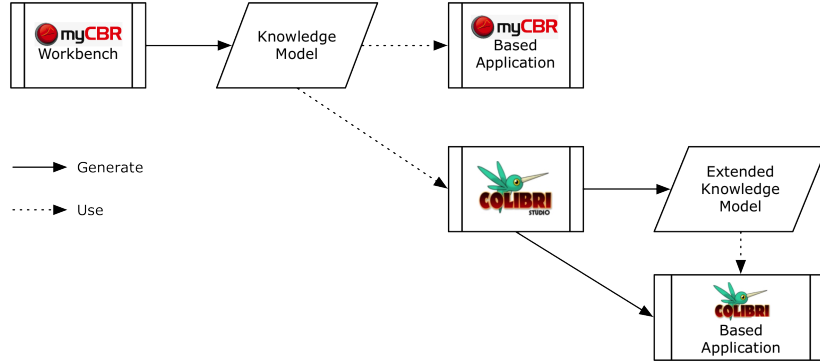 myCBR
Workbench
Knowledge
Model
myCBR
Based
Application
Generate
Use
COLIBRI
STUDIO
Extended
Knowledge
Model
COLIBRI
Based
Application